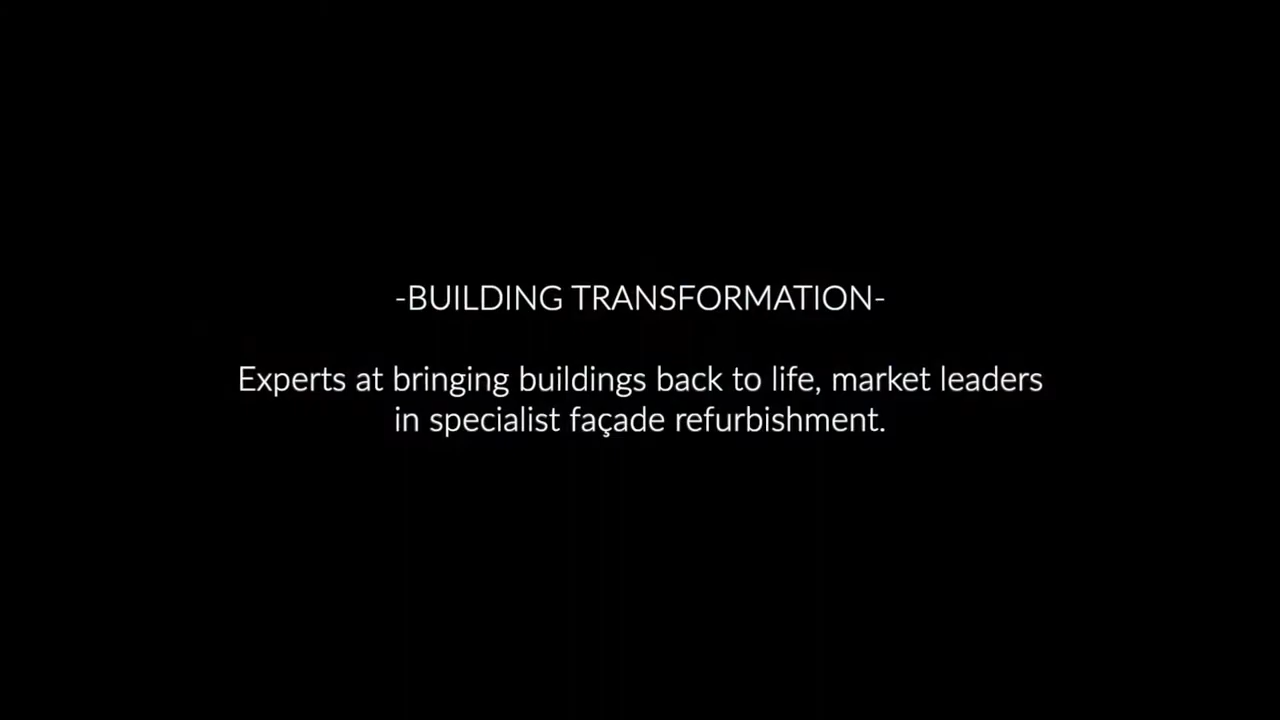 -BUILDING TRANSFORMATION-
Experts at bringing buildings back to life, market leaders
in specialist façade refurbishment.